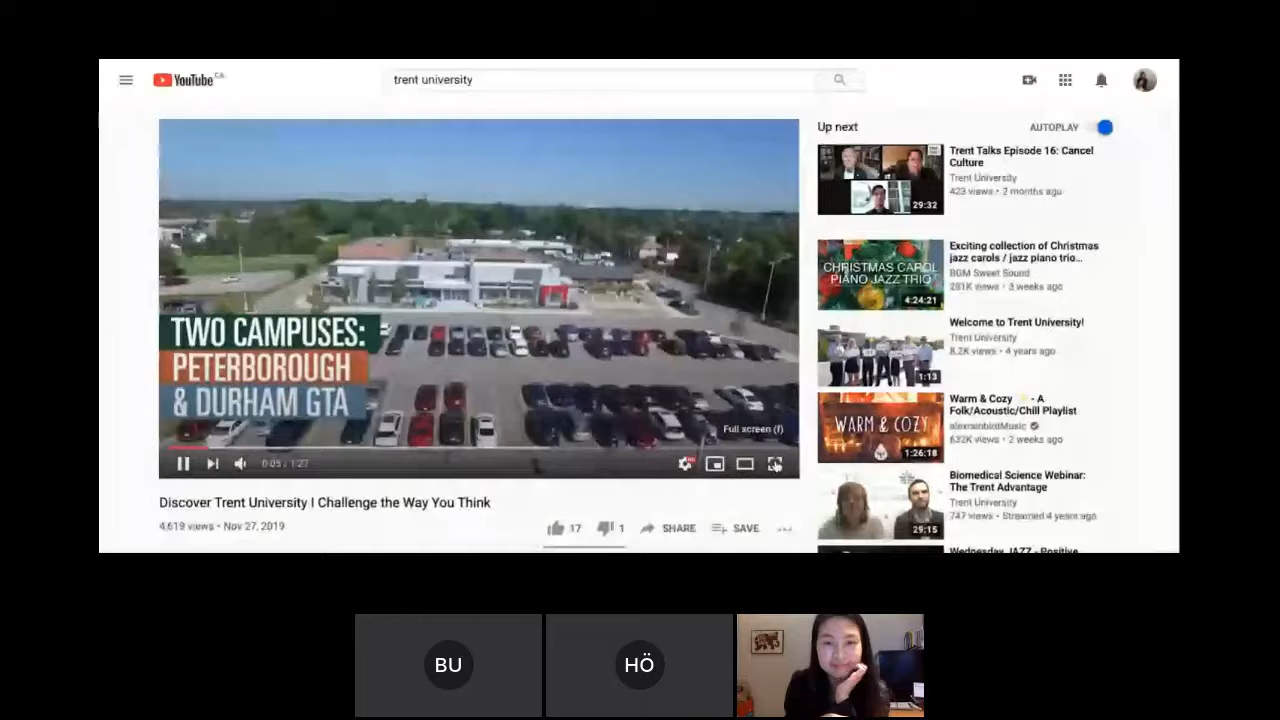 YouTube CA
trent university
Up next
AUTOPLAY
Trent Talks Episode 16: Cancel
Culture
Trent University
423 views • 2 months ago
29:32
Exciting collection of Christmas
jazz carols / jazz piano trio...
BGM Sweet Sound
281K views • 3 weeks ago
CHRISTMAS CAROL
PIANO JAZZ TRIO
4:24:21
Welcome to Trent University!
Trent University
8.2K views • 4 years ago
1:13
Warm & Cozy ✨ - A
Folk/Acoustic/Chill Playlist
alexrainbirdMusic
632K views • 2 weeks ago
WARM & COZY
1:26:18
Biomedical Science Webinar:
The Trent Advantage
Trent University
747 views • Streamed 4 years ago
29:15
Wednesday JAZZ - Positive
TWO CAMPUSES:
PETERBOROUGH
& DURHAM GTA
Full screen (f)
0:05 / 1:27
HD
Discover Trent University I Challenge the Way You Think
4,619 views • Nov 27, 2019
17
1
SHARE
SAVE
BU
HÖ